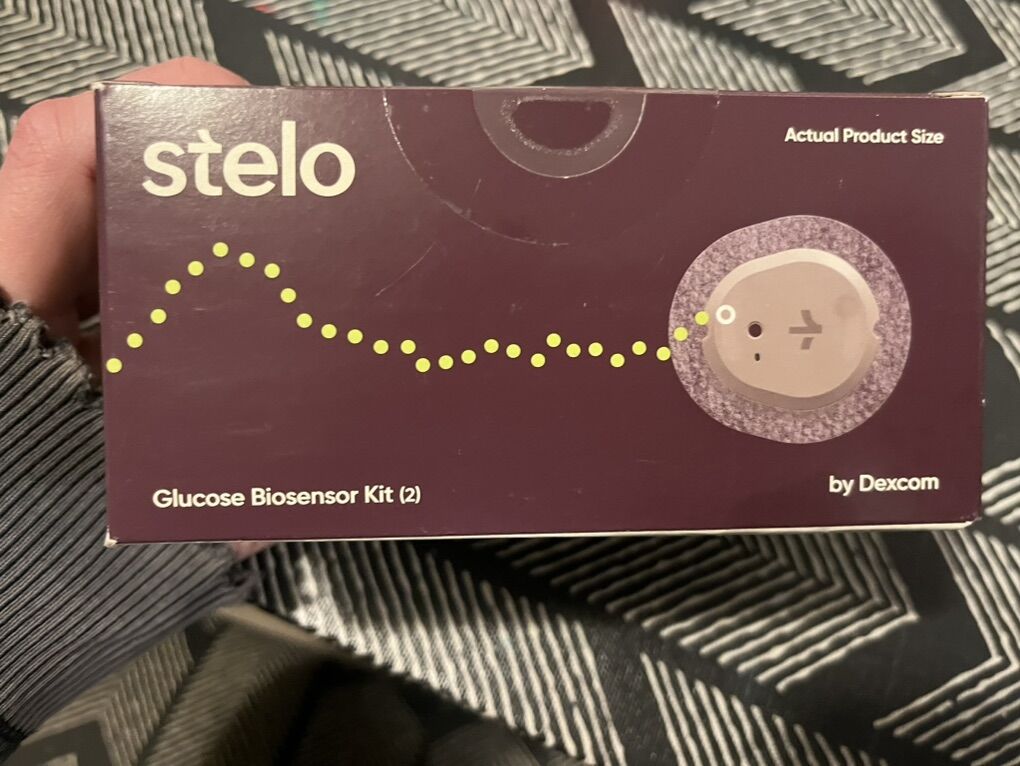 stelo
Actual Product Size
Glucose Biosensor Kit (2)
by Dexcom